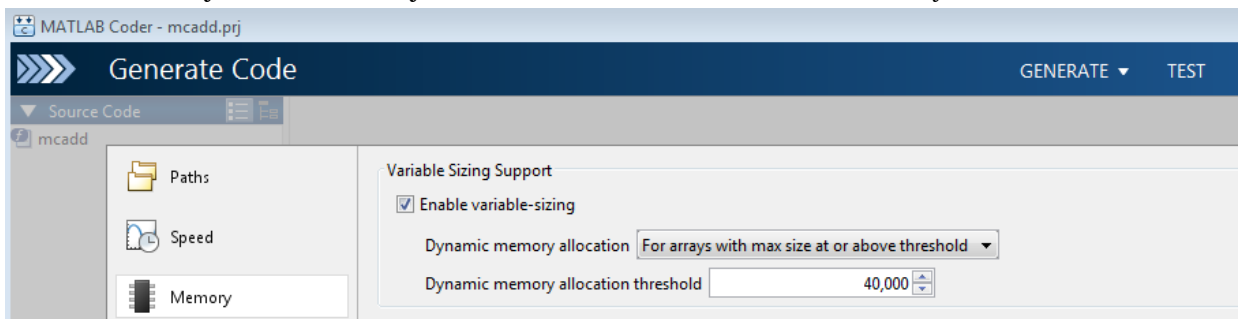 MATLAB Coder - mcadd.prj
Generate Code
GENERATE TEST
Source Code
mcadd
Paths
Speed
Memory
Variable Sizing Support
Enable variable-sizing
Dynamic memory allocation For arrays with max size at or above threshold
Dynamic memory allocation threshold 40,000